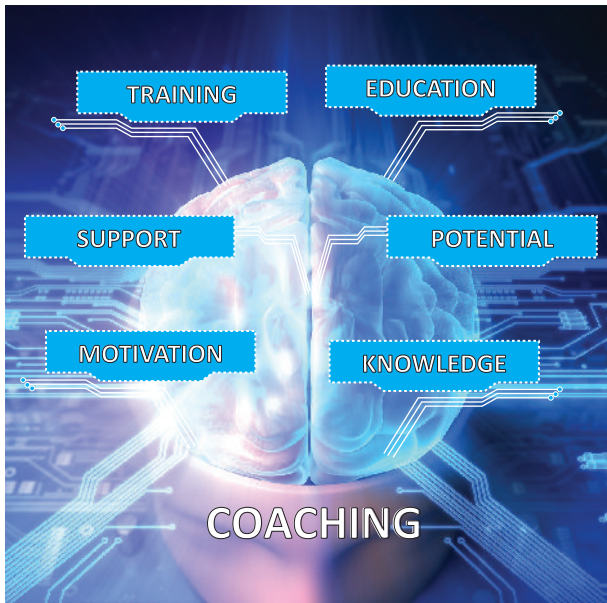 TRAINING
EDUCATION
SUPPORT
POTENTIAL
MOTIVATION
KNOWLEDGE
COACHING